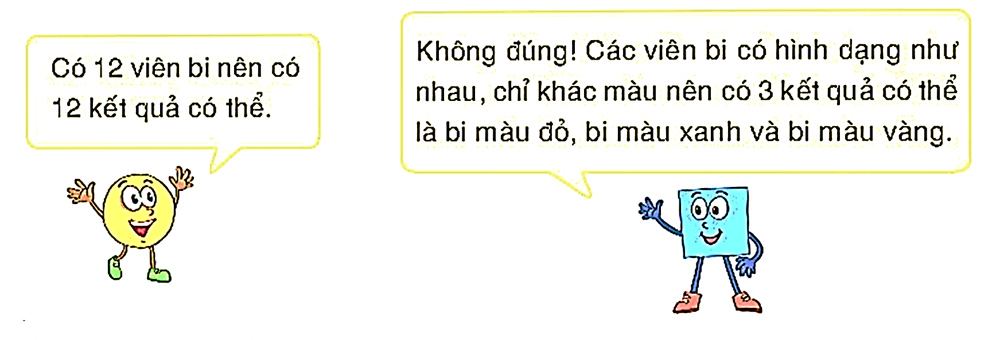 Có 12 viên bi nên có
12 kết quả có thể.
Không đúng! Các viên bi có hình dạng như
nhau, chỉ khác màu nên có 3 kết quả có thể
là bi màu đỏ, bi màu xanh và bi màu vàng.